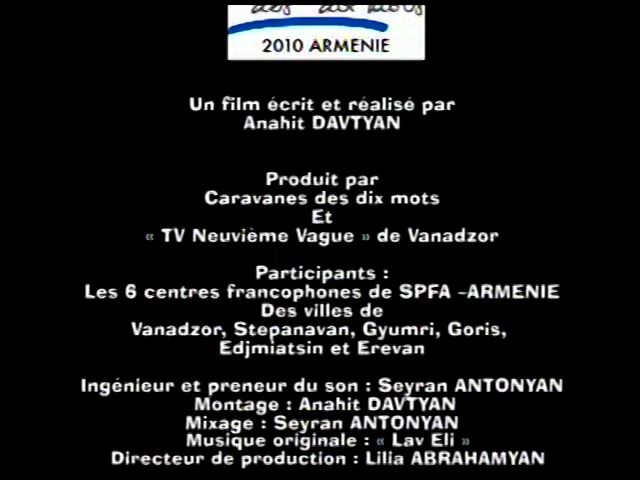 des dix mots
2010 ARMENIE
Un film écrit et réalisé par
Anahit DAVTYAN
Produit par
Caravanes des dix mots
Et
« TV Neuvième Vague » de Vanadzor
Participants :
Les 6 centres francophones de SPFA –ARMENIE
Des villes de
Vanadzor, Stepanavan, Gyumri, Goris,
Edjmiatsin et Erevan
Ingénieur et preneur du son : Seyran ANTONYAN
Montage : Anahit DAVTYAN
Mixage : Seyran ANTONYAN
Musique originale : « Lav Eli »
Directeur de production : Lilia ABRAHAMYAN